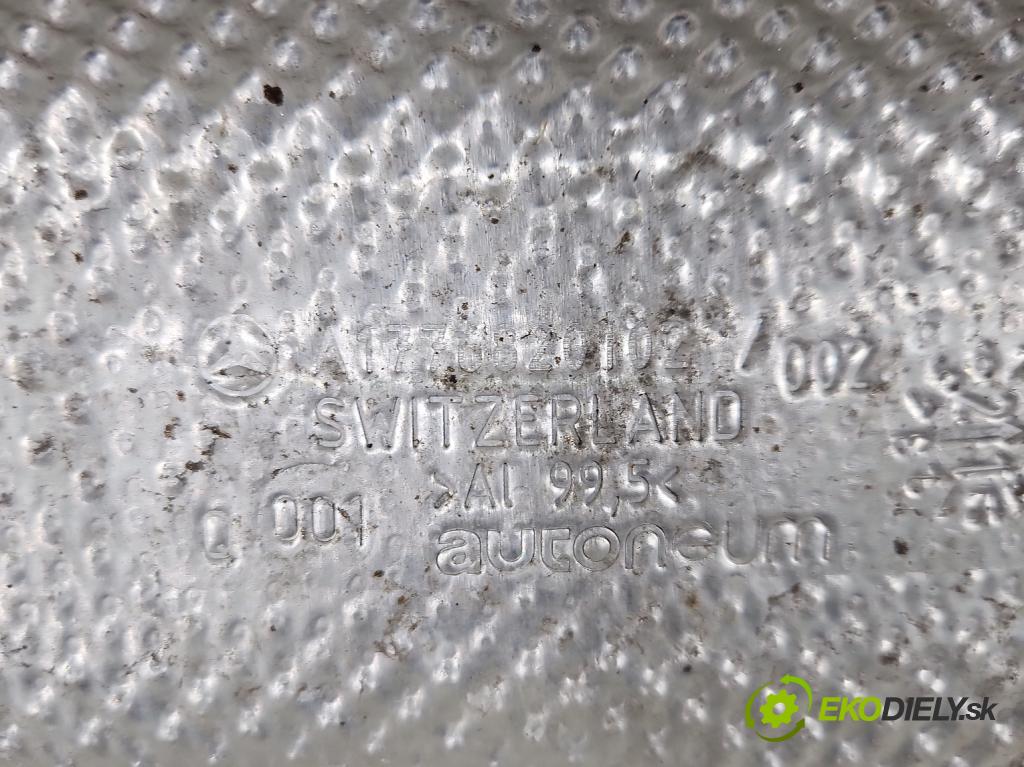 A1776820102 / 002
SWITZERLAND
>Al 99,5<
Q 001 autoneum
EKODIELY.sk